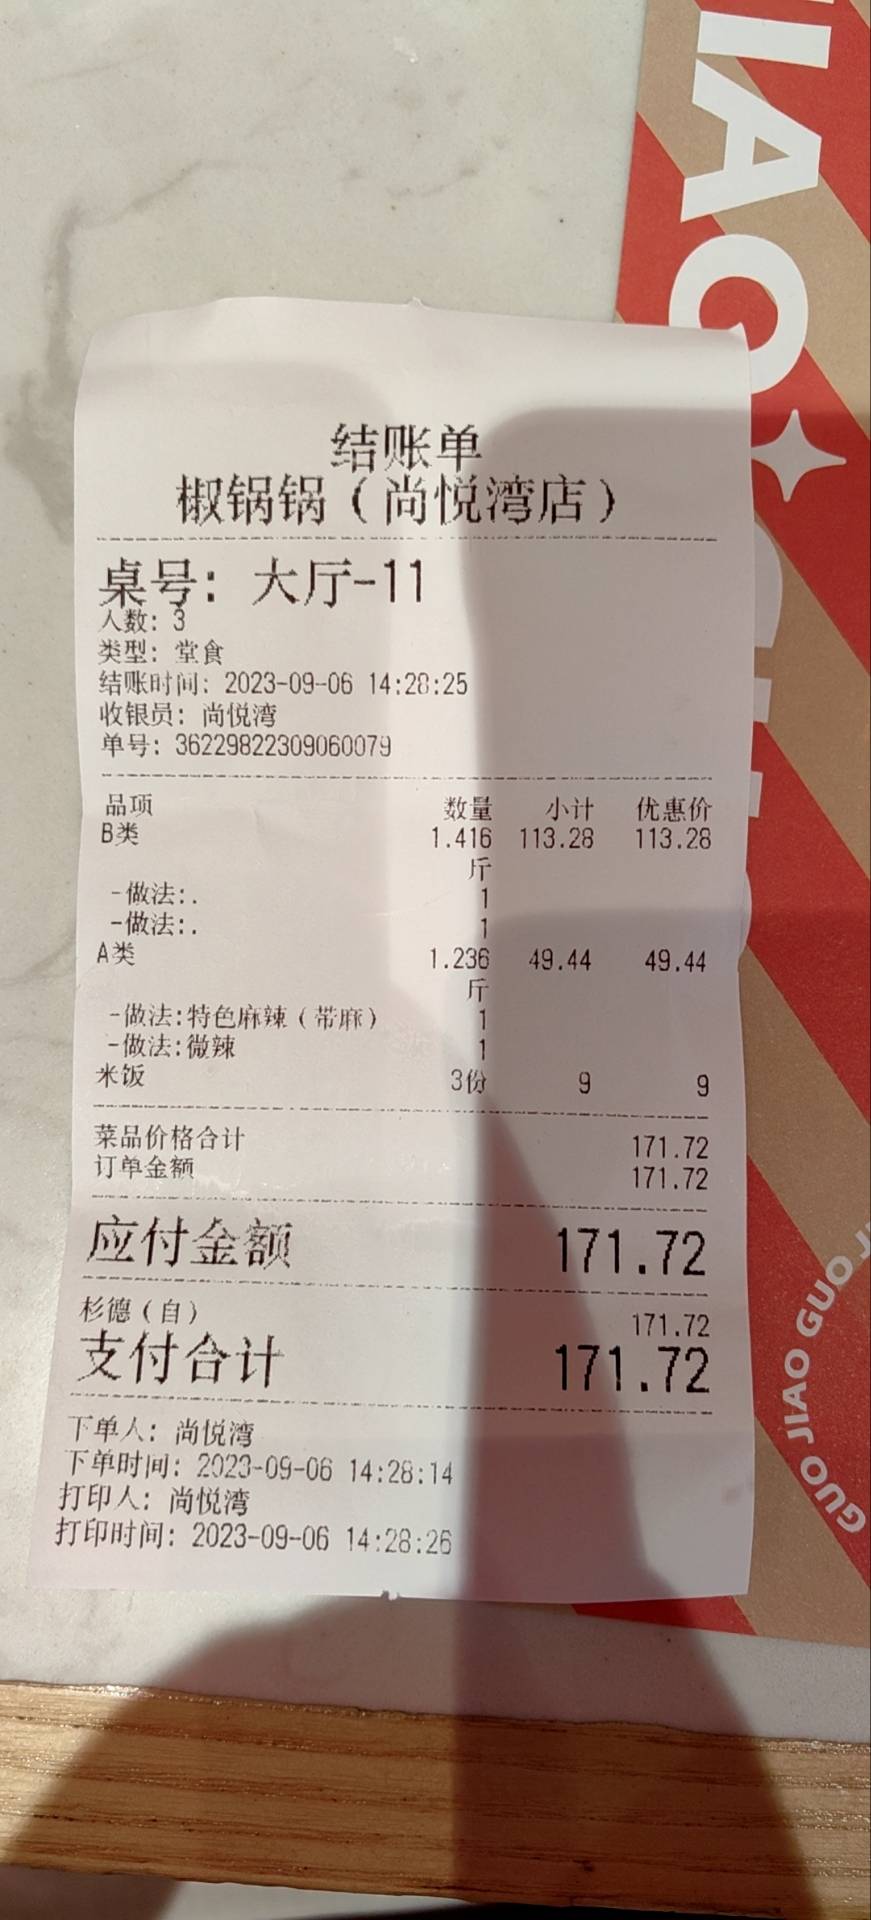 结账单
椒锅锅（尚悦湾店）
桌号: 大厅-11
人数: 3
类型: 堂食
结账时间: 2023-09-06 14:28:25
收银员: 尚悦湾
单号: 36229822309060079
品项 数量 小计 优惠价
B类 1.416 113.28 113.28
斤
-做法:. 1
-做法:. 1
A类 1.236 49.44 49.44
斤
-做法:特色麻辣（带麻） 1
-做法:微辣 1
米饭 3份 9 9
菜品价格合计 171.72
订单金额 171.72
应付金额 171.72
杉德（自） 171.72
支付合计 171.72
下单人: 尚悦湾
下单时间: 2023-09-06 14:28:14
打印人: 尚悦湾
打印时间: 2023-09-06 14:28:26
IAO
GUO JIAO GUO